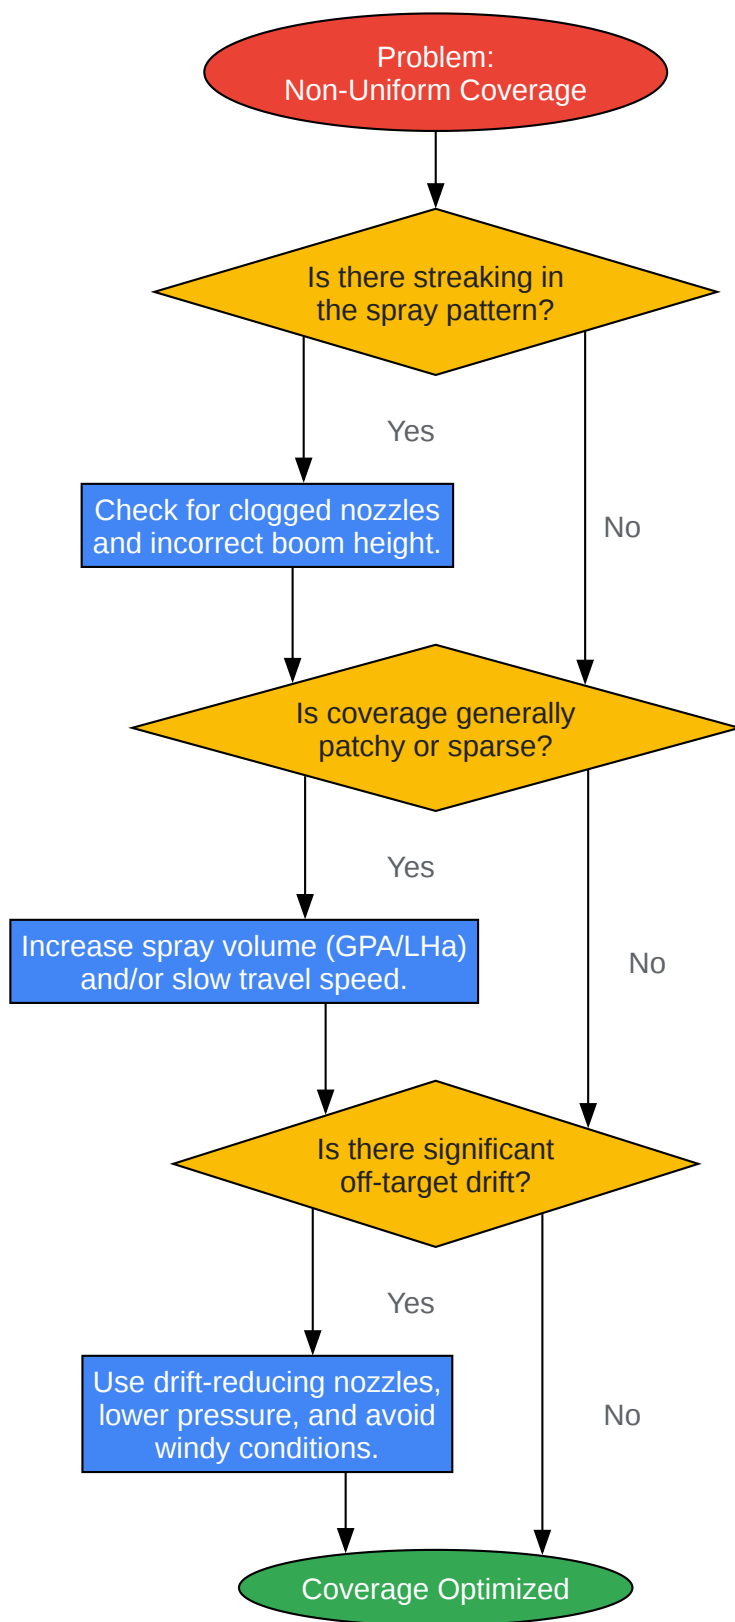 Problem:
Non-Uniform Coverage
Is there streaking in
the spray pattern?
Yes
Check for clogged nozzles
and incorrect boom height.
No
Is coverage generally
patchy or sparse?
Yes
Increase spray volume (GPA/LHa)
and/or slow travel speed.
No
Is there significant
off-target drift?
Yes
Use drift-reducing nozzles,
lower pressure, and avoid
windy conditions.
No
Coverage Optimized